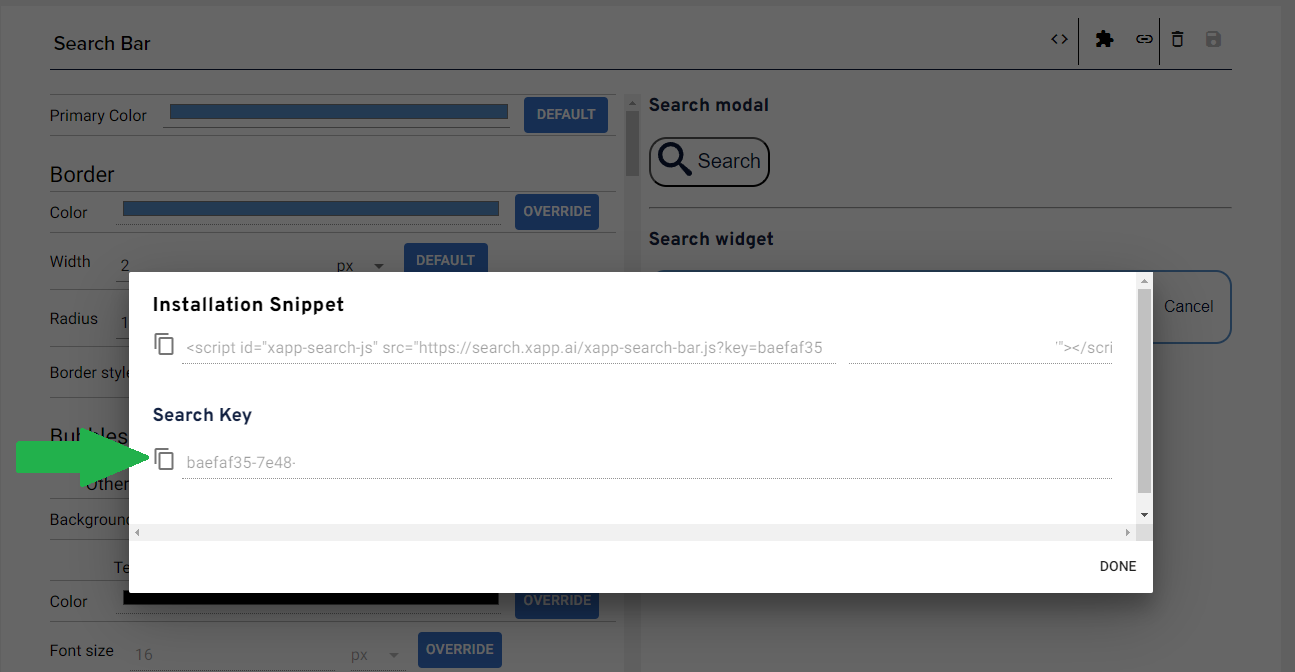 Search Bar
Primary Color
DEFAULT
Border
Color
OVERRIDE
Width
2
px
DEFAULT
Radius
1
Border style
Bubbles
Other
Background
Te
Color
OVERRIDE
Font size
16
px
OVERRIDE
Search modal
Search
Search widget
Cancel
Installation Snippet
<script id="xapp-search-js" src="https://search.xapp.ai/xapp-search-bar.js?key=baefaf35 '"></scri
Search Key
baefaf35-7e48-
DONE